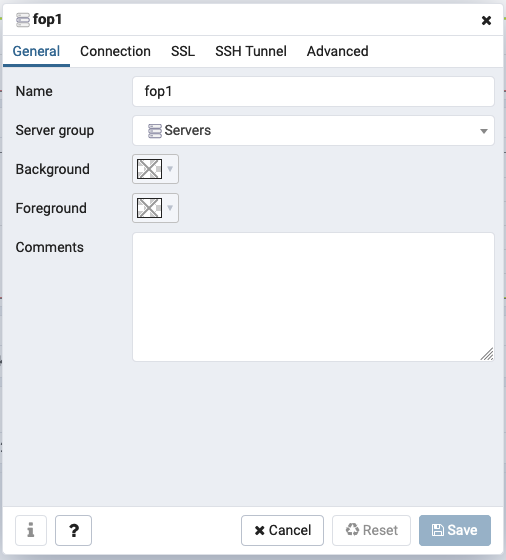 fop1
General Connection SSL SSH Tunnel Advanced
Name fop1
Server group Servers
Background
Foreground
Comments
i ? Cancel Reset Save